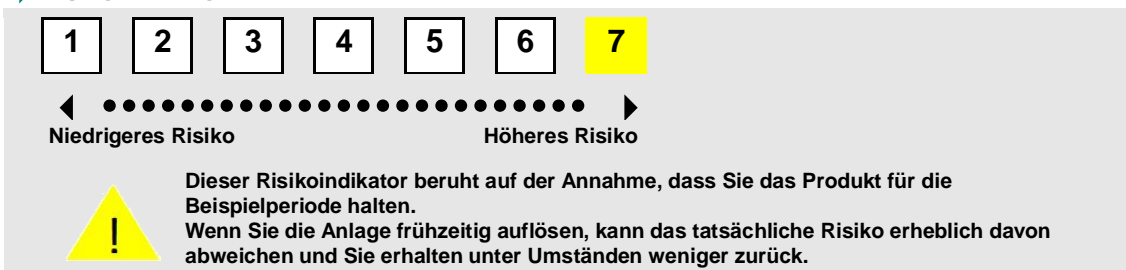 1 2 3 4 5 6 7
Niedrigeres Risiko Höheres Risiko
Dieser Risikoindikator beruht auf der Annahme, dass Sie das Produkt für die
Beispielperiode halten.
! Wenn Sie die Anlage frühzeitig auflösen, kann das tatsächliche Risiko erheblich davon
abweichen und Sie erhalten unter Umständen weniger zurück.